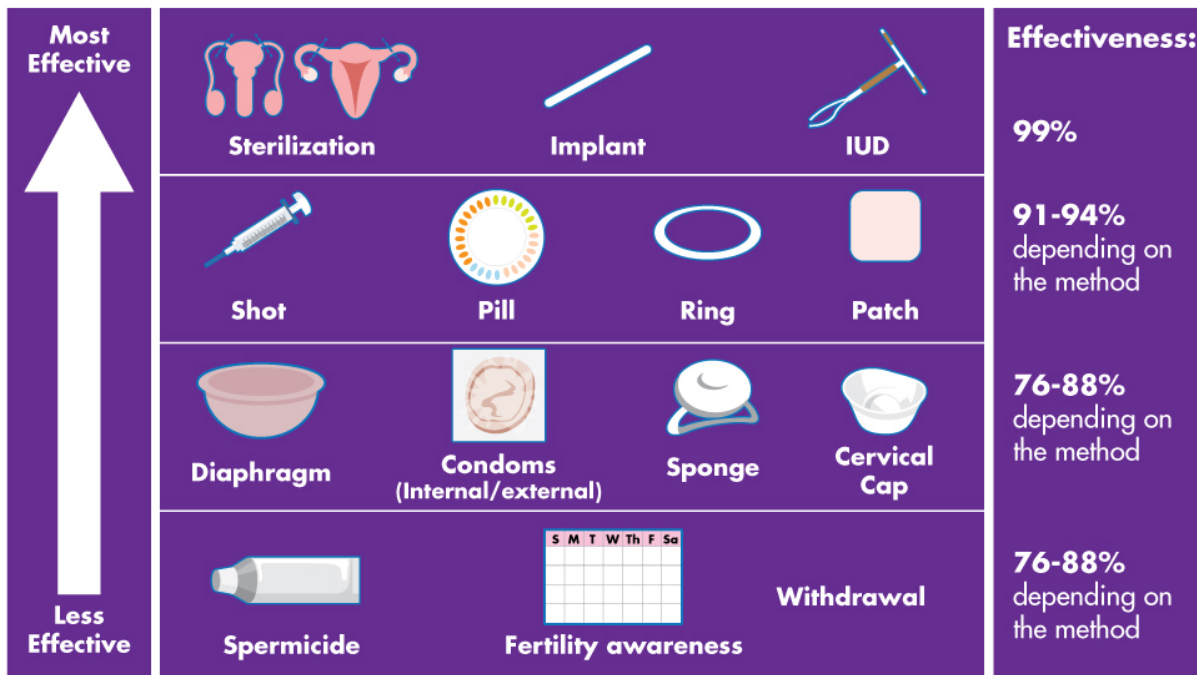 Most
Effective
Less
Effective
Sterilization
Implant
IUD
Effectiveness:
99%
Shot
Pill
Ring
Patch
91-94%
depending on
the method
Diaphragm
Condoms
(Internal/external)
Sponge
Cervical
Cap
76-88%
depending on
the method
S M T W Th F Sa
Spermicide
Fertility awareness
Withdrawal
76-88%
depending on
the method